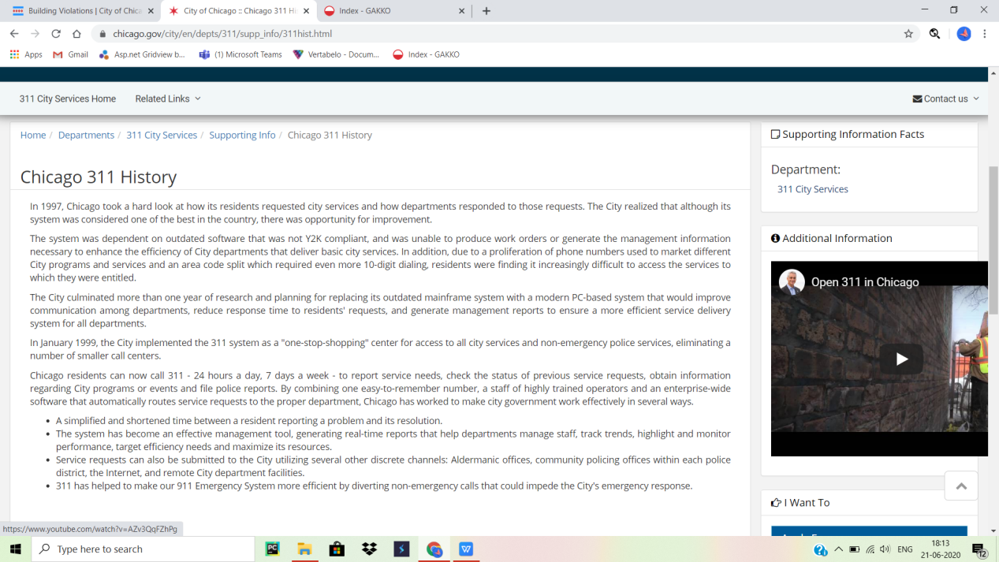 Building Violations | City of Chica
City of Chicago :: Chicago 311 Hi
Index - GAKKO
chicago.gov/city/en/depts/311/supp_info/311hist.html
Apps
Gmail
Asp.net Gridview b...
(1) Microsoft Teams
Vertabelo - Docum...
Index - GAKKO
311 City Services Home
Related Links
Contact us
Home / Departments / 311 City Services / Supporting Info / Chicago 311 History
Chicago 311 History
In 1997, Chicago took a hard look at how its residents requested city services and how departments responded to those requests. The City realized that although its
system was considered one of the best in the country, there was opportunity for improvement.
The system was dependent on outdated software that was not Y2K compliant, and was unable to produce work orders or generate the management information
necessary to enhance the efficiency of City departments that deliver basic city services. In addition, due to a proliferation of phone numbers used to market different
City programs and services and an area code split which required even more 10-digit dialing, residents were finding it increasingly difficult to access the services to
which they were entitled.
The City culminated more than one year of research and planning for replacing its outdated mainframe system with a modern PC-based system that would improve
communication among departments, reduce response time to residents' requests, and generate management reports to ensure a more efficient service delivery
system for all departments.
In January 1999, the City implemented the 311 system as a "one-stop-shopping" center for access to all city services and non-emergency police services, eliminating a
number of smaller call centers.
Chicago residents can now call 311 - 24 hours a day, 7 days a week - to report service needs, check the status of previous service requests, obtain information
regarding City programs or events and file police reports. By combining one easy-to-remember number, a staff of highly trained operators and an enterprise-wide
software that automatically routes service requests to the proper department, Chicago has worked to make city government work effectively in several ways.
• A simplified and shortened time between a resident reporting a problem and its resolution.
• The system has become an effective management tool, generating real-time reports that help departments manage staff, track trends, highlight and monitor
performance, target efficiency needs and maximize its resources.
• Service requests can also be submitted to the City utilizing several other discrete channels: Aldermanic offices, community policing offices within each police
district, the Internet, and remote City department facilities.
• 311 has helped to make our 911 Emergency System more efficient by diverting non-emergency calls that could impede the City's emergency response.
Supporting Information Facts
Department:
311 City Services
Additional Information
Open 311 in Chicago
I Want To
https://www.youtube.com/watch?v=AZv3QqFZhPg
Type here to search
PC
W
ENG
18:13
21-06-2020
12